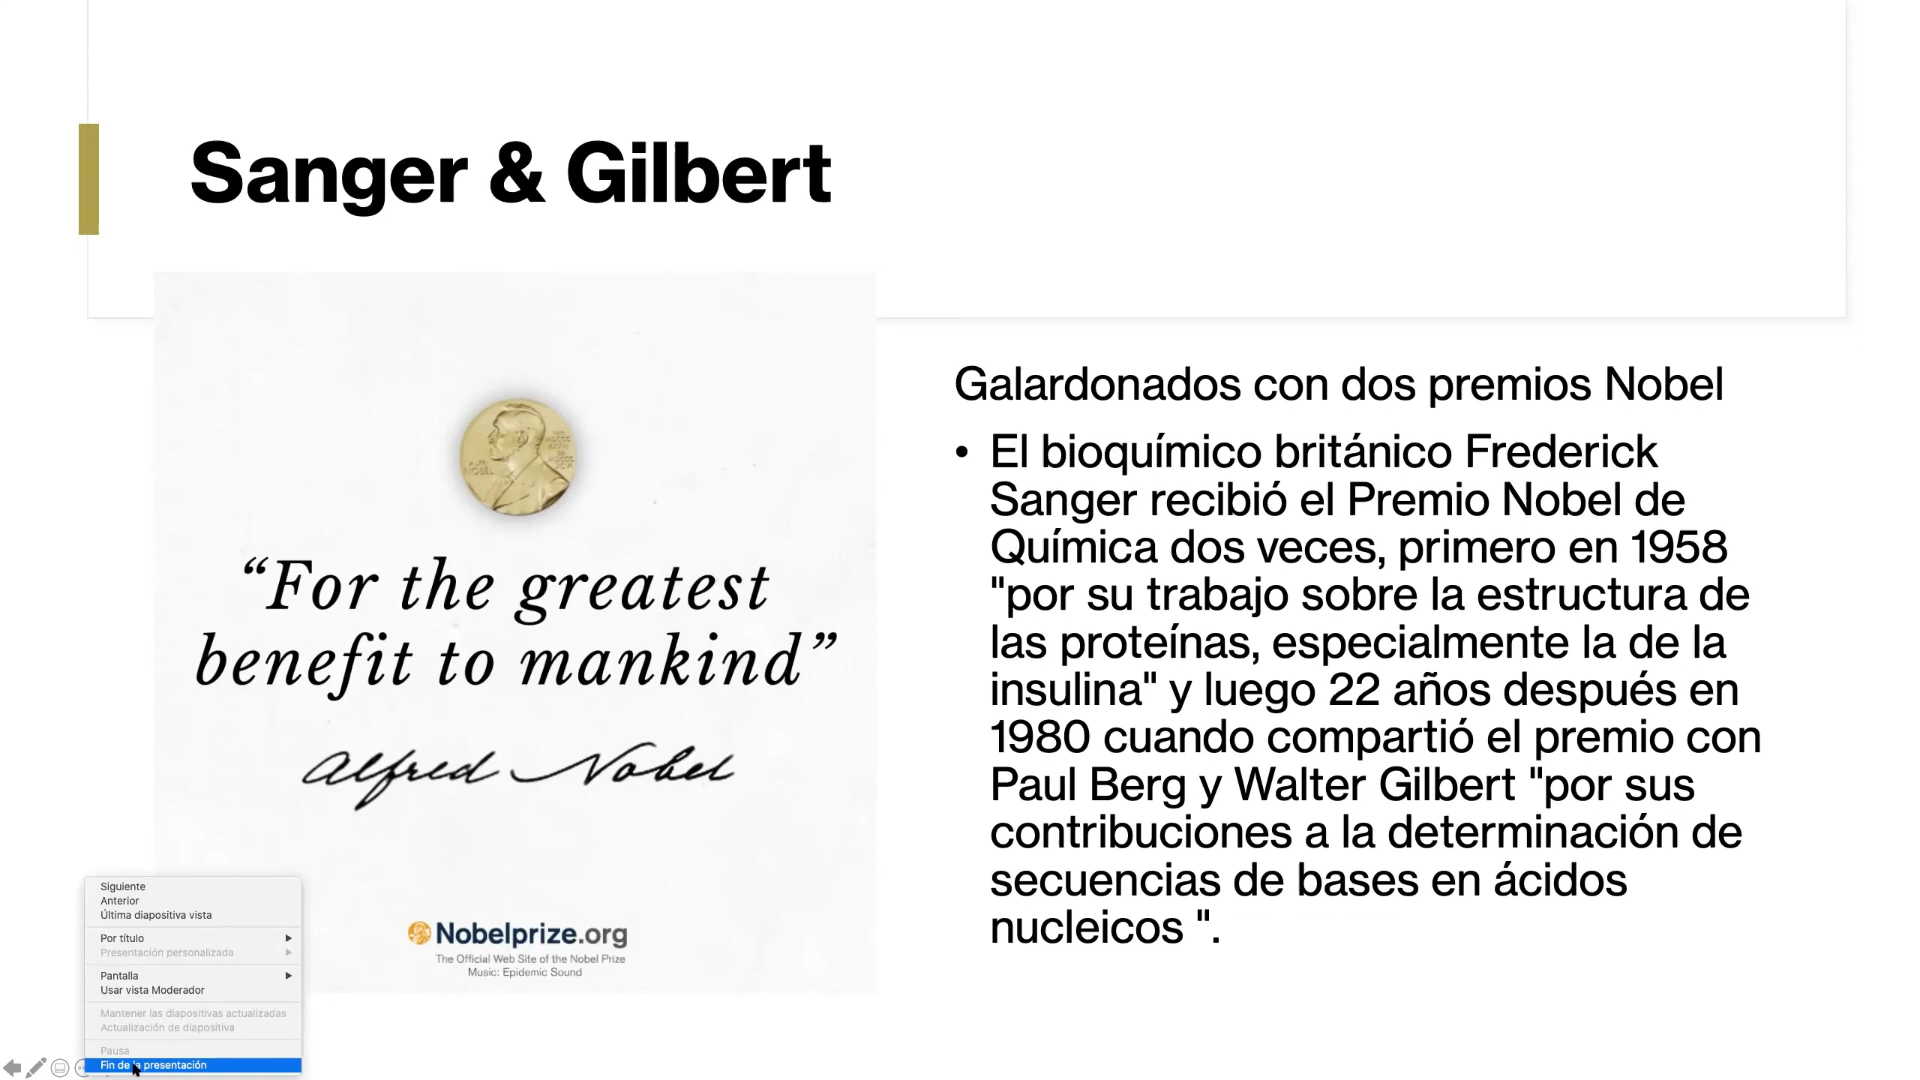 Sanger & Gilbert
“For the greatest
benefit to mankind”
Alfred Nobel
Nobelprize.org
The Official Web Site of the Nobel Prize
Music: Epidemic Sound
Galardonados con dos premios Nobel
• El bioquímico británico Frederick
Sanger recibió el Premio Nobel de
Química dos veces, primero en 1958
"por su trabajo sobre la estructura de
las proteínas, especialmente la de la
insulina" y luego 22 años después en
1980 cuando compartió el premio con
Paul Berg y Walter Gilbert "por sus
contribuciones a la determinación de
secuencias de bases en ácidos
nucleicos ".
Siguiente
Anterior
Última diapositiva vista
Por título
Presentación personalizada
Pantalla
Usar vista Moderador
Mantener las diapositivas actualizadas
Actualización de diapositiva
Pausa
Fin de la presentación